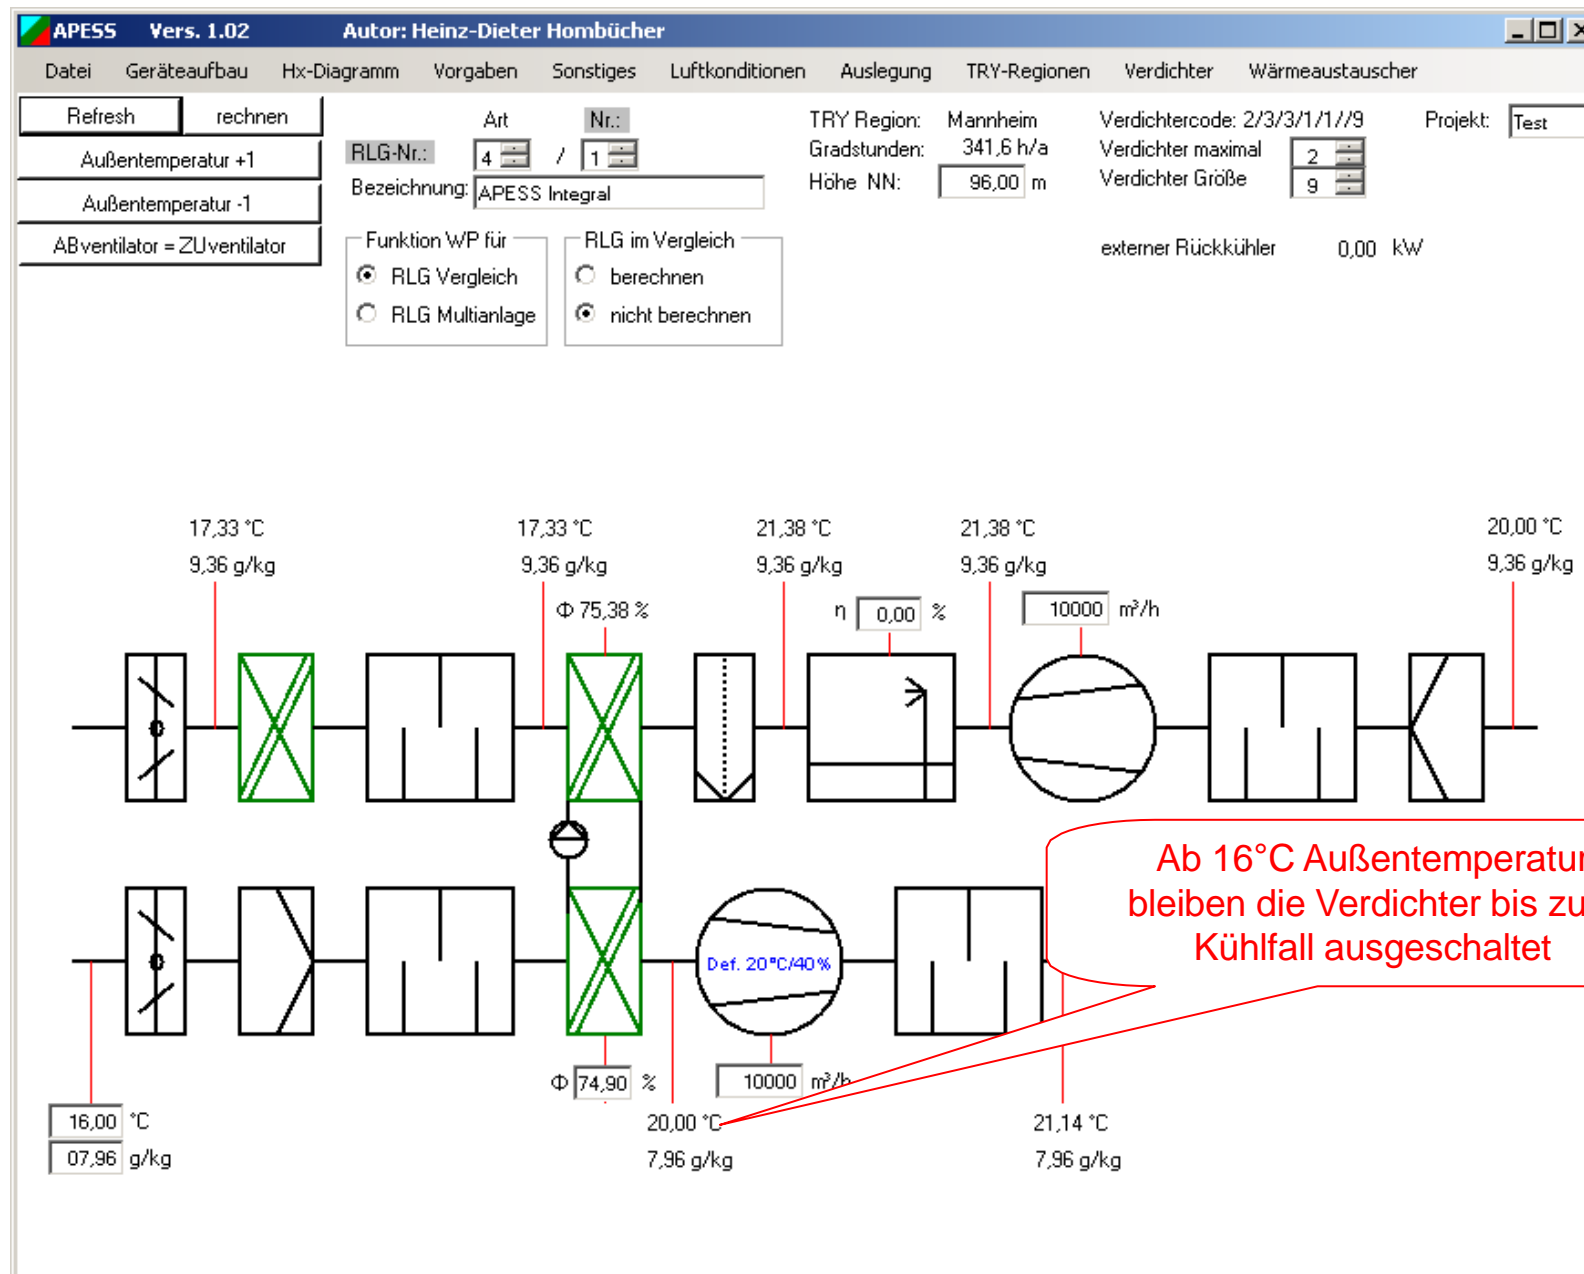 APESS Vers. 1.02 Autor: Heinz-Dieter Hombücher
Datei Geräteaufbau Hx-Diagramm Vorgaben Sonstiges Luftkonditionen Auslegung TRY-Regionen Verdichter Wärmeaustauscher
Refresh rechnen
Außentemperatur +1
Außentemperatur -1
ABventilator = ZUventilator
Art Nr.:
RLG-Nr.: 4 / 1
Bezeichnung: APESS Integral
Funktion WP für
RLG Vergleich
RLG Multianlage
RLG im Vergleich
berechnen
nicht berechnen
TRY Region: Mannheim
Gradstunden: 341,6 h/a
Höhe NN: 96,00 m
Verdichtercode: 2/3/3/1/1//9
Verdichter maximal 2
Verdichter Größe 9
externer Rückkühler 0,00 kW
Projekt: Test
17,33 °C 17,33 °C 21,38 °C 21,38 °C 20,00 °C
9,36 g/kg 9,36 g/kg 9,36 g/kg 9,36 g/kg 9,36 g/kg
Φ 75,38 % η 0,00 % 10000 m³/h
Ab 16°C Außentemperatur
bleiben die Verdichter bis zu
Kühlfall ausgeschaltet
Def. 20°C/40%
Φ 74,90 % 10000 m³/h
16,00 °C 20,00 °C 21,14 °C
07,96 g/kg 7,96 g/kg 7,96 g/kg